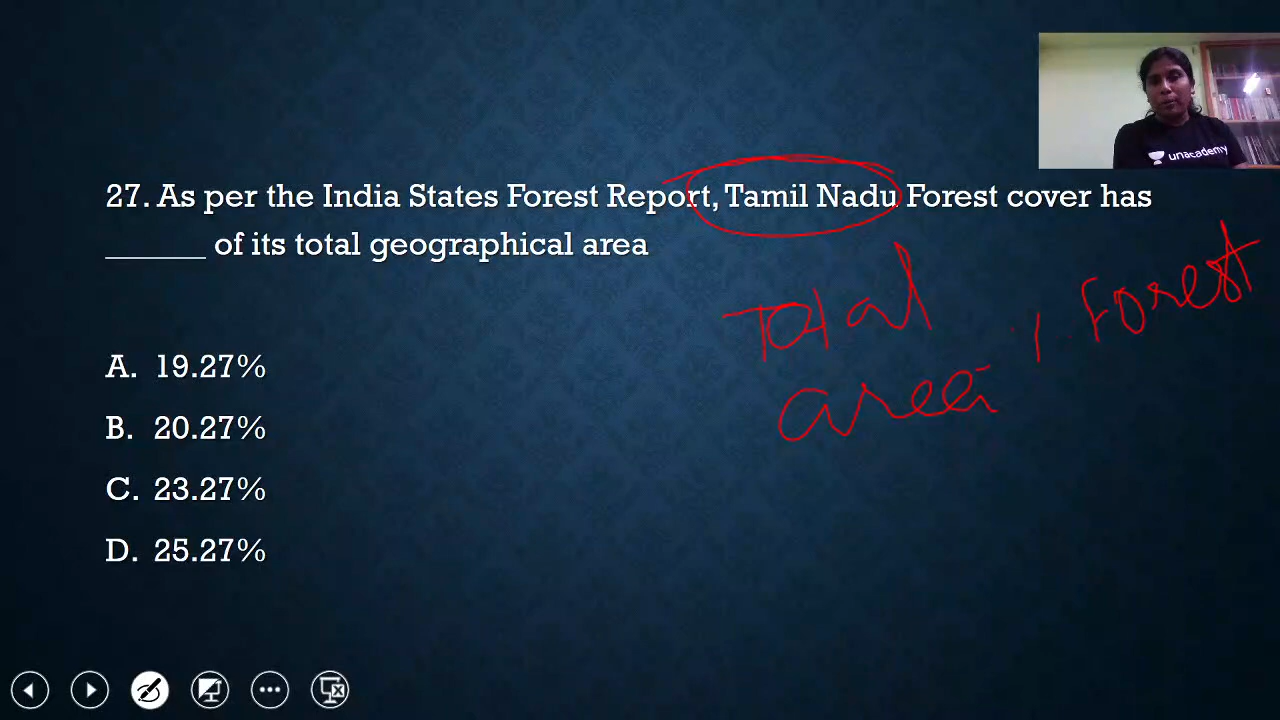 27. As per the India States Forest Report, Tamil Nadu Forest cover has
______ of its total geographical area
A. 19.27%
B. 20.27%
C. 23.27%
D. 25.27%
Total
area
% Forest
unacademy